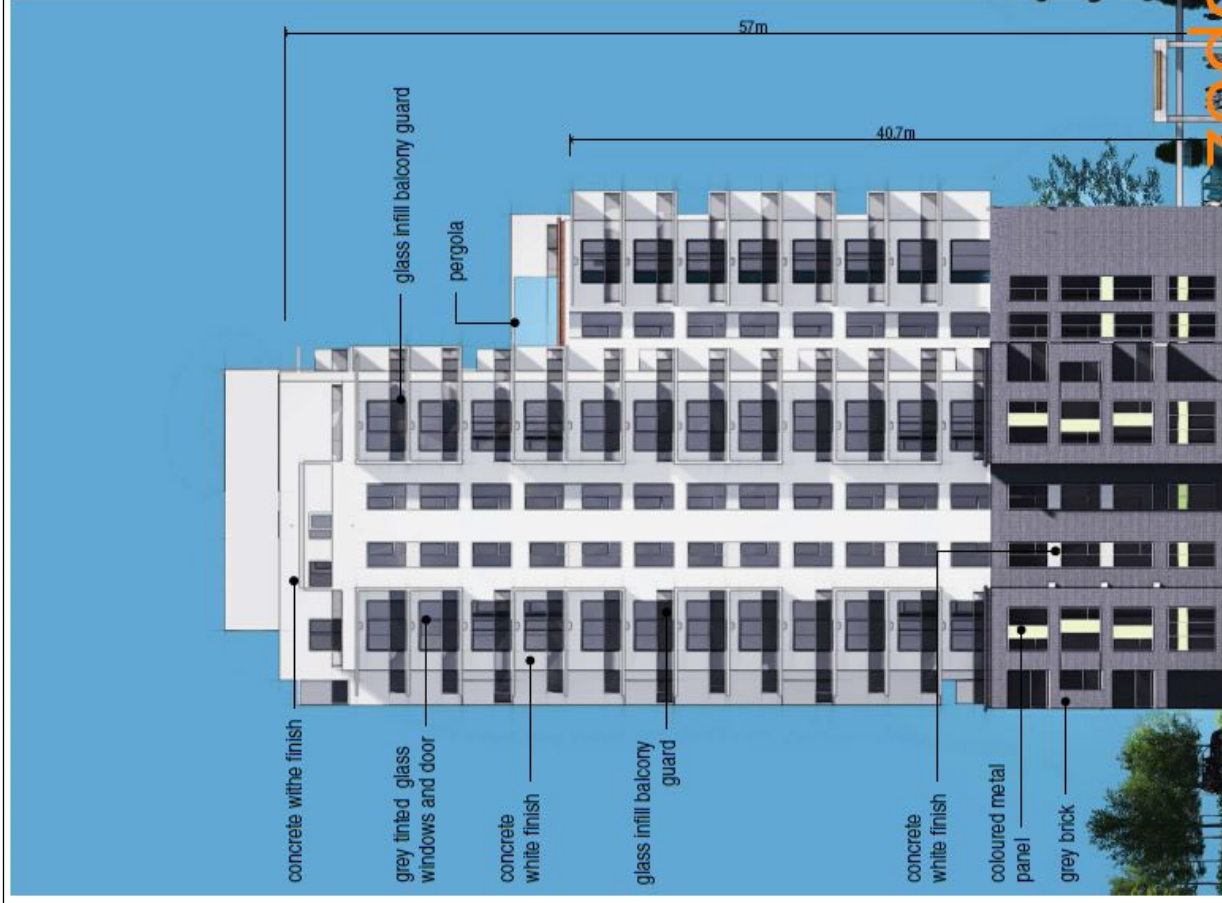 57m
40.7m
glass infill balcony guard
pergola
concrete withe finish
grey tinted glass
windows and door
concrete
white finish
glass infill balcony
guard
concrete
white finish
coloured metal
panel
grey brick